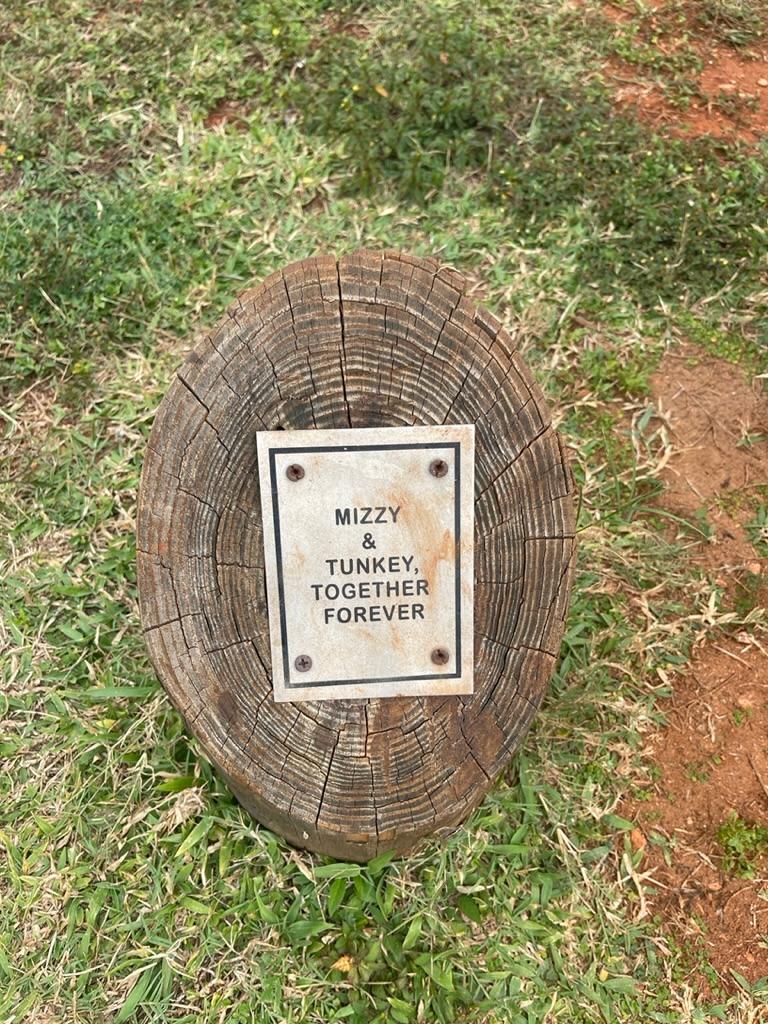 MIZZY
&
TUNKEY,
TOGETHER
FOREVER